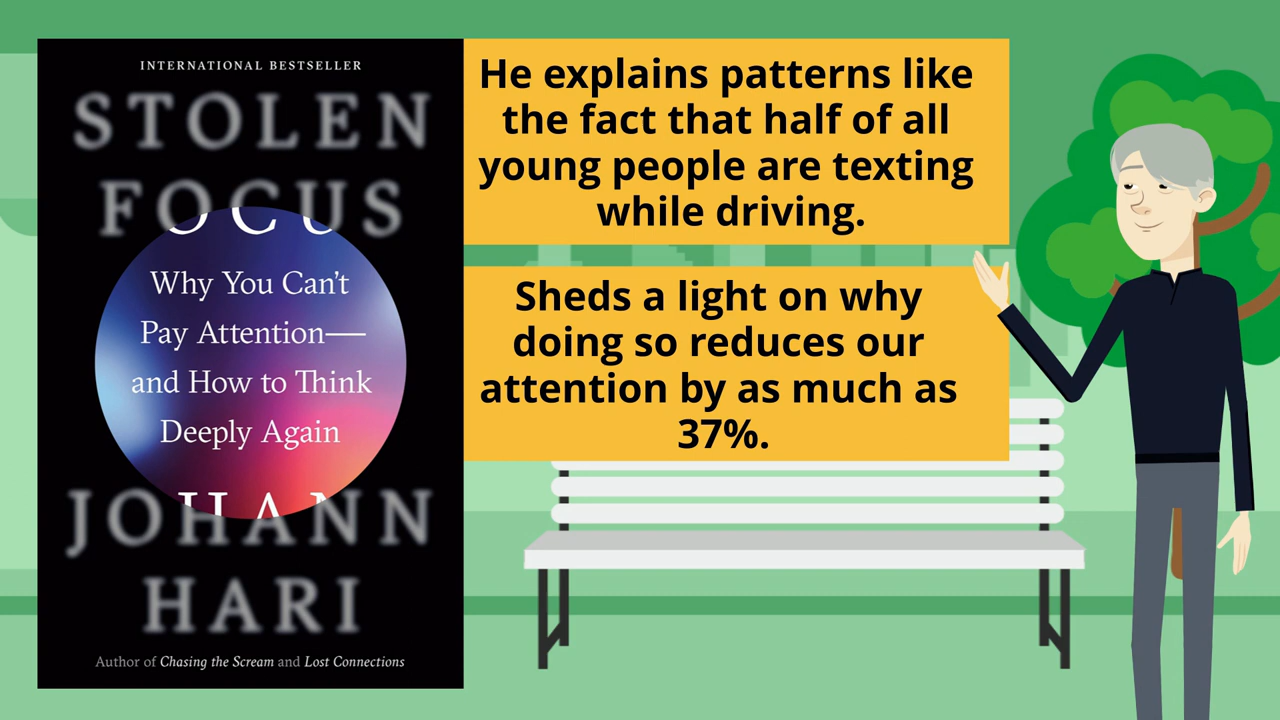 INTERNATIONAL BESTSELLER
STOLEN
FOCUS
Why You Can't
Pay Attention—
and How to Think
Deeply Again
JOHANN
HARI
Author of Chasing the Scream and Lost Connections
He explains patterns like
the fact that half of all
young people are texting
while driving.
Sheds a light on why
doing so reduces our
attention by as much as
37%.